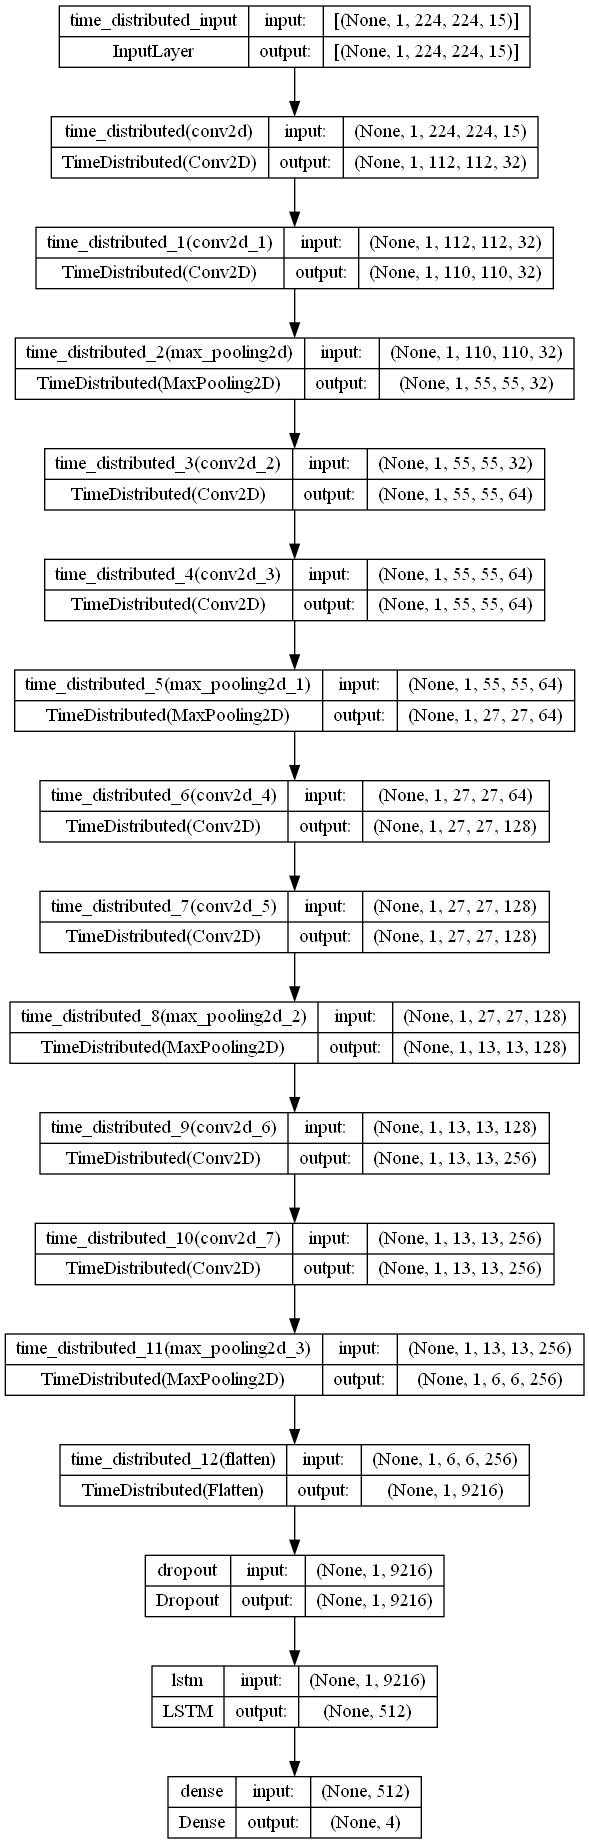 time_distributed_input input: [(None, 1, 224, 224, 15)]
InputLayer output: [(None, 1, 224, 224, 15)]
time_distributed(conv2d) input: (None, 1, 224, 224, 15)
TimeDistributed(Conv2D) output: (None, 1, 112, 112, 32)
time_distributed_1(conv2d_1) input: (None, 1, 112, 112, 32)
TimeDistributed(Conv2D) output: (None, 1, 110, 110, 32)
time_distributed_2(max_pooling2d) input: (None, 1, 110, 110, 32)
TimeDistributed(MaxPooling2D) output: (None, 1, 55, 55, 32)
time_distributed_3(conv2d_2) input: (None, 1, 55, 55, 32)
TimeDistributed(Conv2D) output: (None, 1, 55, 55, 64)
time_distributed_4(conv2d_3) input: (None, 1, 55, 55, 64)
TimeDistributed(Conv2D) output: (None, 1, 55, 55, 64)
time_distributed_5(max_pooling2d_1) input: (None, 1, 55, 55, 64)
TimeDistributed(MaxPooling2D) output: (None, 1, 27, 27, 64)
time_distributed_6(conv2d_4) input: (None, 1, 27, 27, 64)
TimeDistributed(Conv2D) output: (None, 1, 27, 27, 128)
time_distributed_7(conv2d_5) input: (None, 1, 27, 27, 128)
TimeDistributed(Conv2D) output: (None, 1, 27, 27, 128)
time_distributed_8(max_pooling2d_2) input: (None, 1, 27, 27, 128)
TimeDistributed(MaxPooling2D) output: (None, 1, 13, 13, 128)
time_distributed_9(conv2d_6) input: (None, 1, 13, 13, 128)
TimeDistributed(Conv2D) output: (None, 1, 13, 13, 256)
time_distributed_10(conv2d_7) input: (None, 1, 13, 13, 256)
TimeDistributed(Conv2D) output: (None, 1, 13, 13, 256)
time_distributed_11(max_pooling2d_3) input: (None, 1, 13, 13, 256)
TimeDistributed(MaxPooling2D) output: (None, 1, 6, 6, 256)
time_distributed_12(flatten) input: (None, 1, 6, 6, 256)
TimeDistributed(Flatten) output: (None, 1, 9216)
dropout input: (None, 1, 9216)
Dropout output: (None, 1, 9216)
lstm input: (None, 1, 9216)
LSTM output: (None, 512)
dense input: (None, 512)
Dense output: (None, 4)